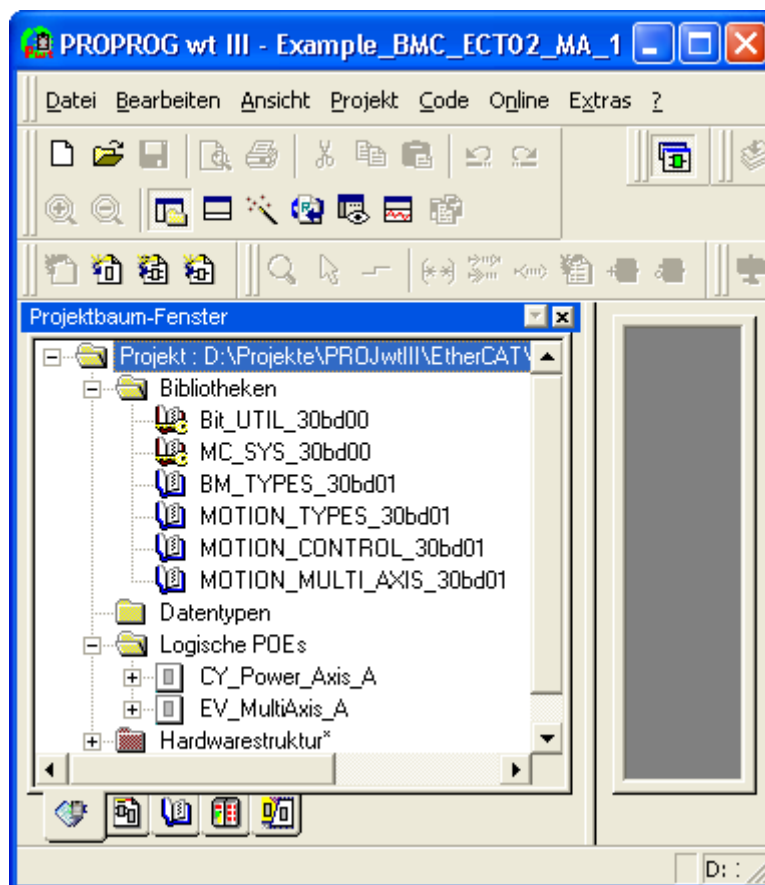 PROPROG wt III - Example_BMC_ECT02_MA_1
Datei Bearbeiten Ansicht Projekt Code Online Extras ?
Projektbaum-Fenster
Projekt : D:\Projekte\PROJwtIII\EtherCAT\
Bibliotheken
Bit_UTIL_30bd00
MC_SYS_30bd00
BM_TYPES_30bd01
MOTION_TYPES_30bd01
MOTION_CONTROL_30bd01
MOTION_MULTI_AXIS_30bd01
Datentypen
Logische POEs
CY_Power_Axis_A
EV_MultiAxis_A
Hardwarestruktur*
D: :